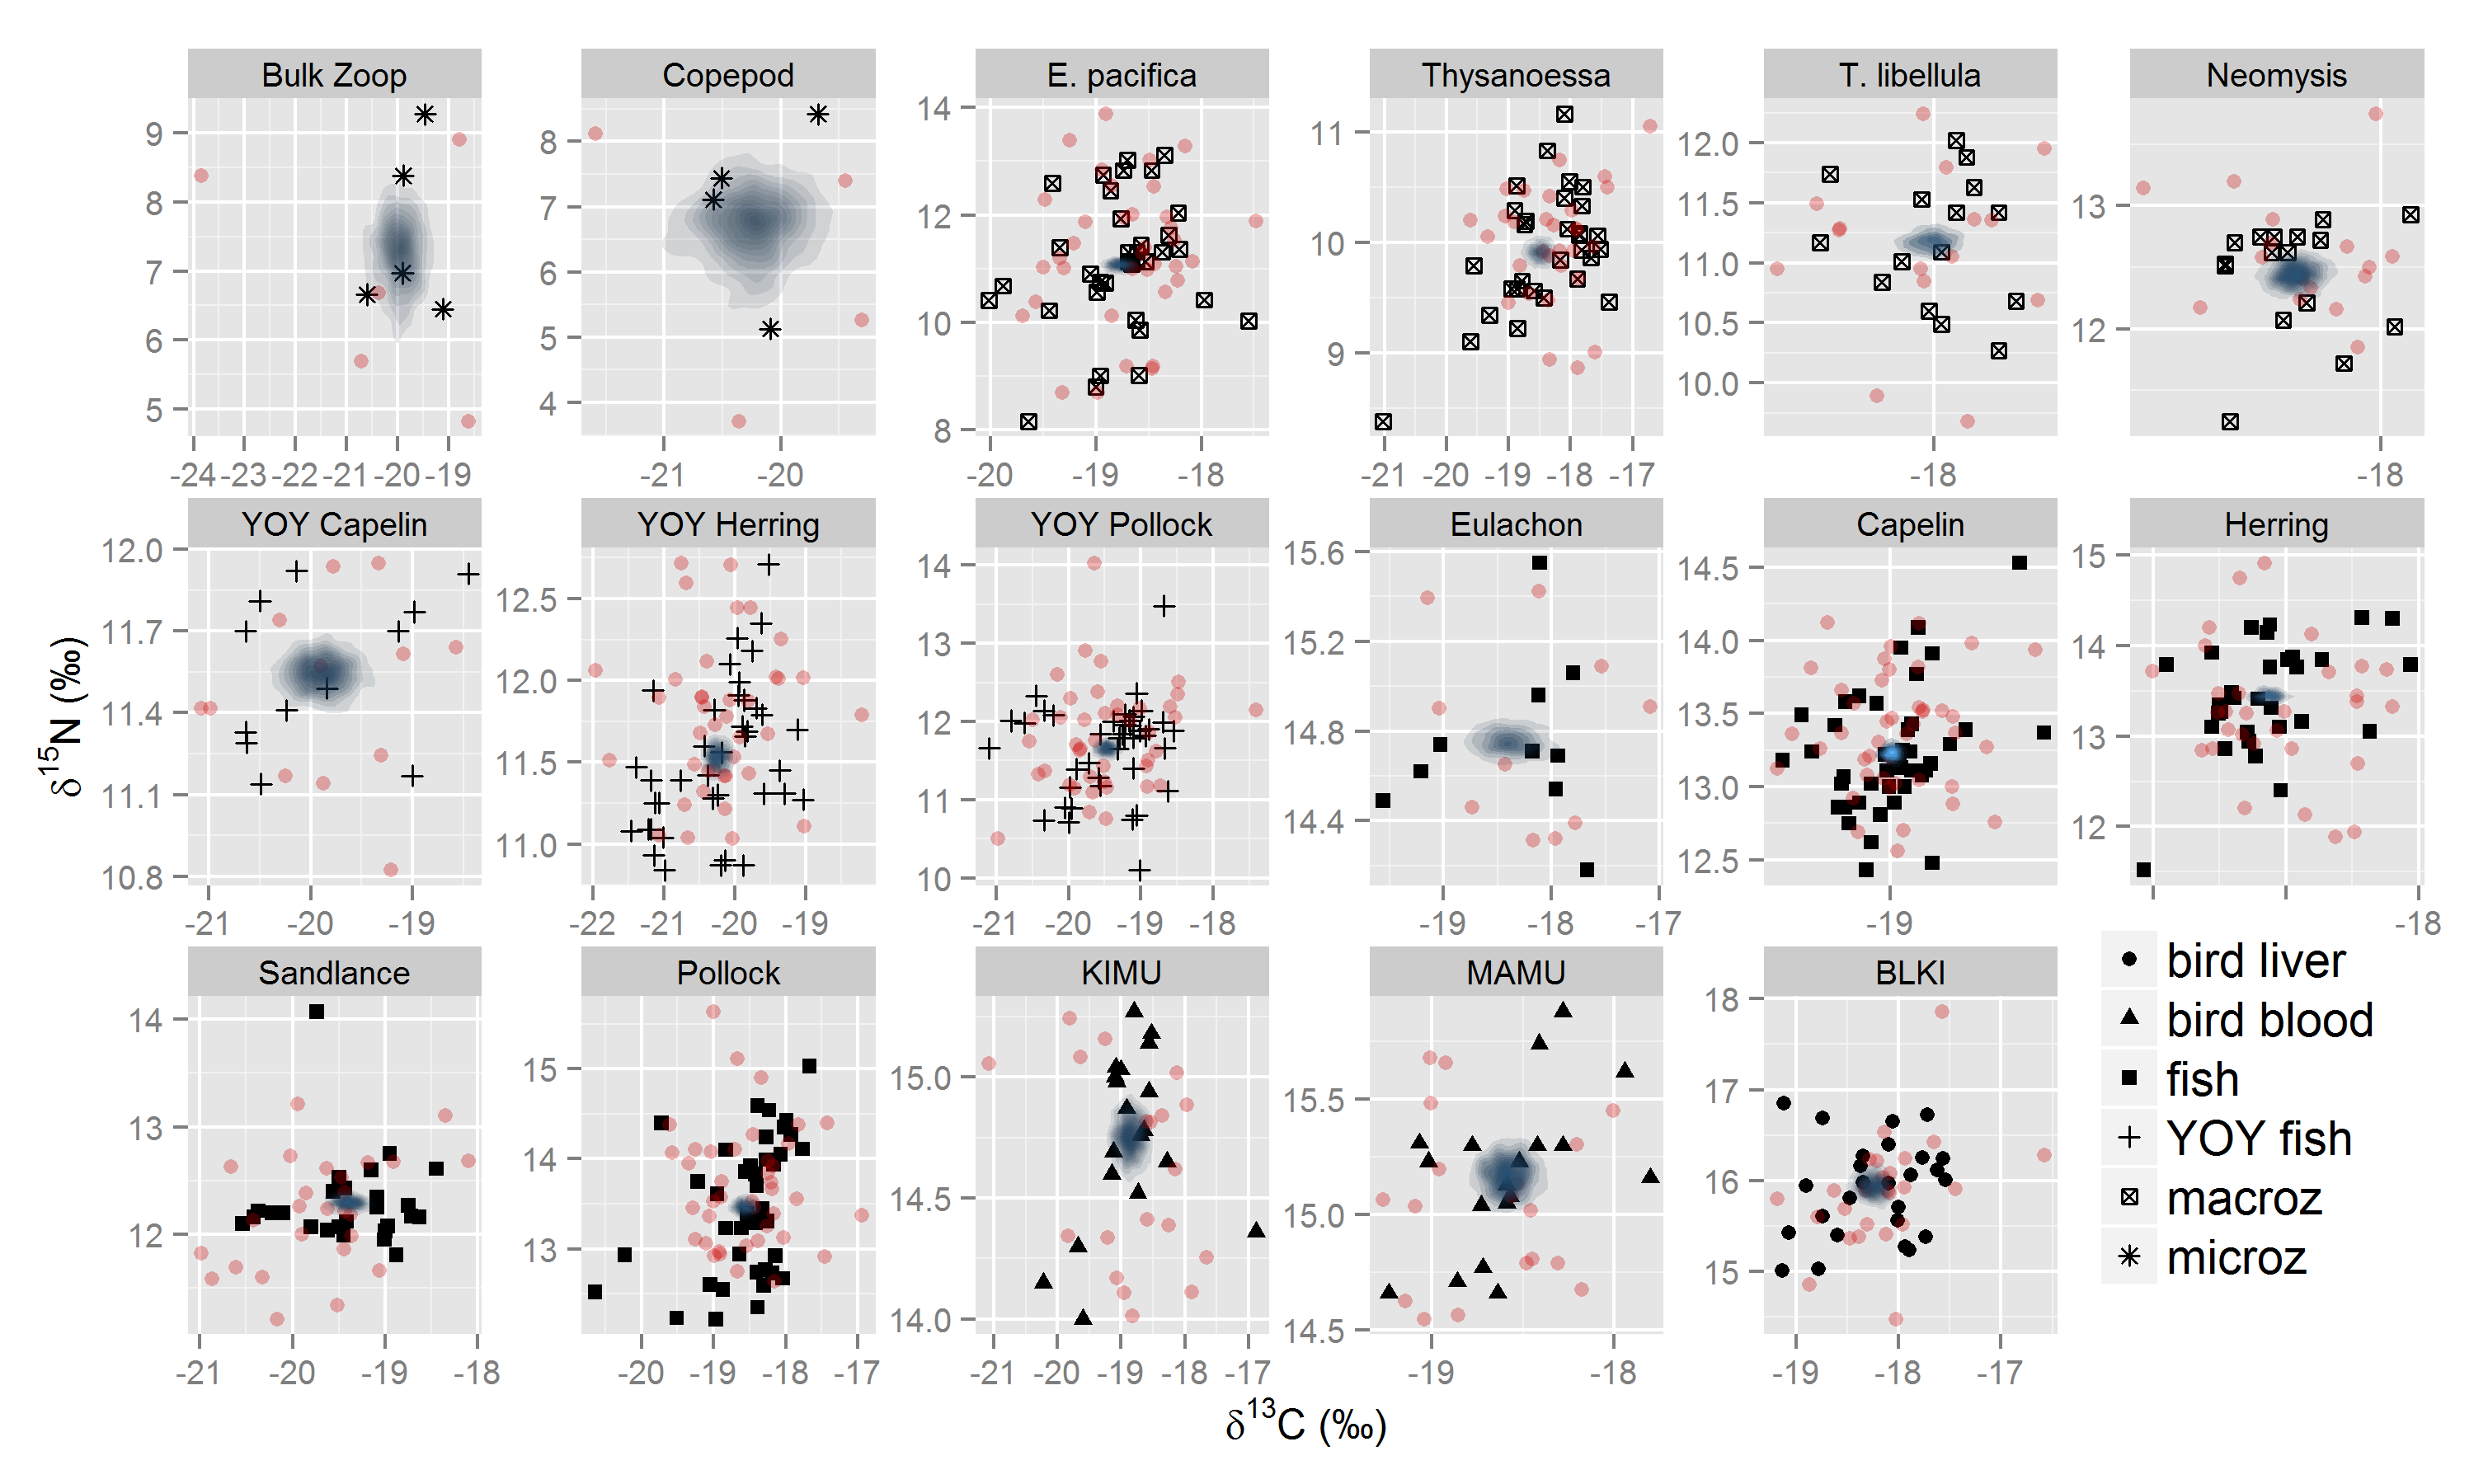 Bulk Zoop Copepod E. pacifica Thysanoessa T. libellula Neomysis
9 8 7 6 5
-24 -23 -22 -21 -20 -19
8 7 6 5 4
-21 -20
14 12 10 8
-20 -19 -18
11 10 9
-21 -20 -19 -18 -17
12.0 11.5 11.0 10.5 10.0
-18
13 12
-18
YOY Capelin YOY Herring YOY Pollock Eulachon Capelin Herring
12.0 11.7 11.4 11.1 10.8
-21 -20 -19
12.5 12.0 11.5 11.0
-22 -21 -20 -19
14 13 12 11 10
-21 -20 -19 -18
15.6 15.2 14.8 14.4
-19 -18 -17
14.5 14.0 13.5 13.0 12.5
-19
15 14 13 12
-18
Sandlance Pollock KIMU MAMU BLKI
14 13 12
-21 -20 -19 -18
15 14 13
-20 -19 -18 -17
15.0 14.5 14.0
-21 -20 -19 -18 -17
15.5 15.0 14.5
-19 -18
18 17 16 15
-19 -18 -17
δ15N (‰)
δ13C (‰)
bird liver
bird blood
fish
YOY fish
macroz
microz